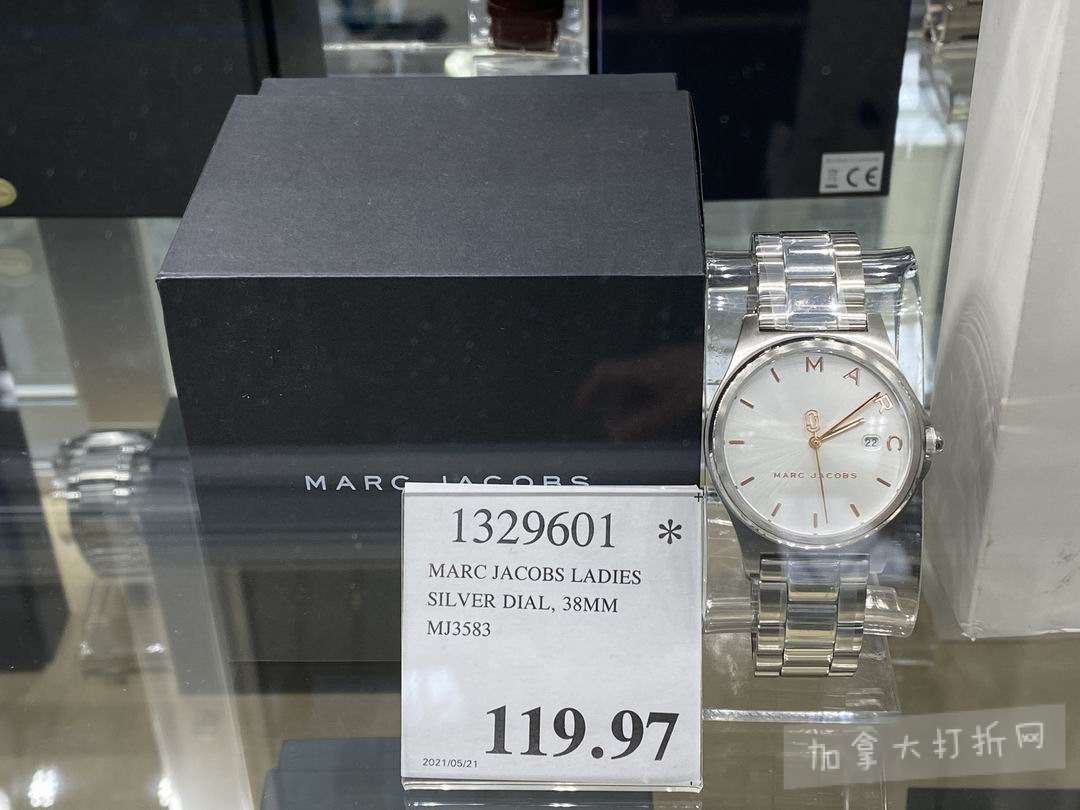 CE
MARC JACOBS
M A R C
22
MARC JACOBS
1329601 *
MARC JACOBS LADIES
SILVER DIAL, 38MM
MJ3583
119.97
2021/05/21
加拿大打折网